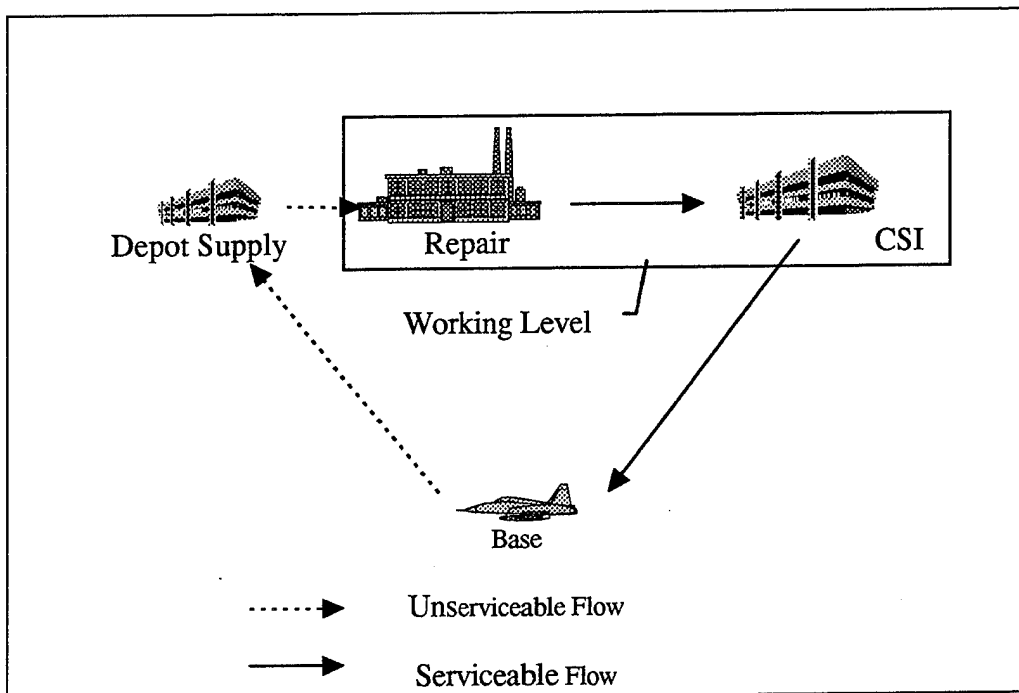 Depot Supply
Repair
CSI
Working Level
Base
Unserviceable Flow
Serviceable Flow